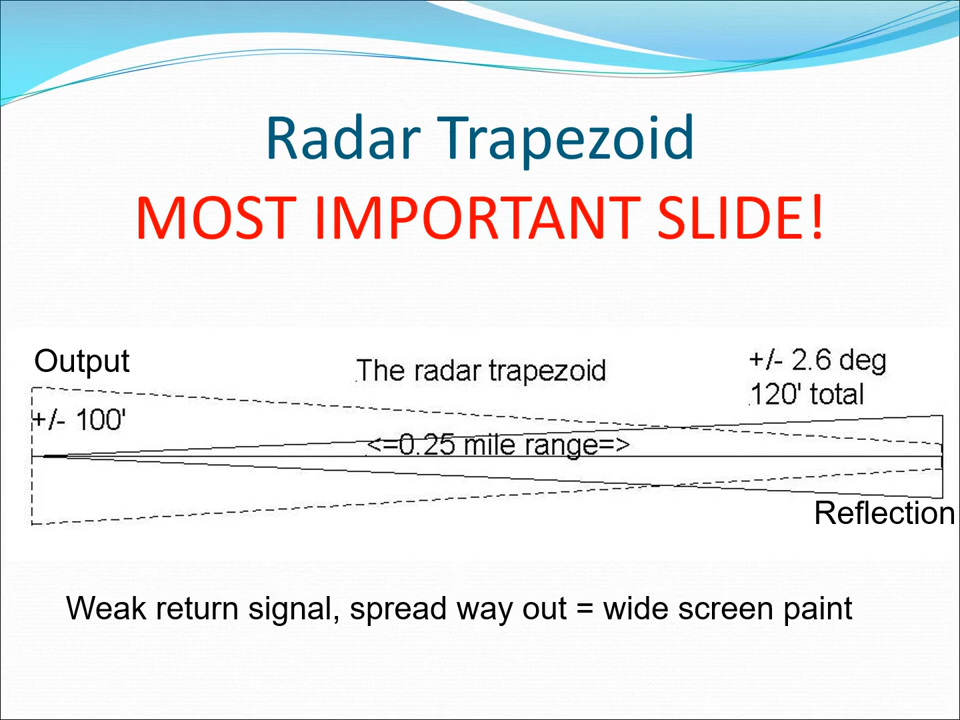 Radar Trapezoid
MOST IMPORTANT SLIDE!
Output
The radar trapezoid
+/- 2.6 deg
120' total
+/- 100'
<=0.25 mile range=>
Reflection
Weak return signal, spread way out = wide screen paint